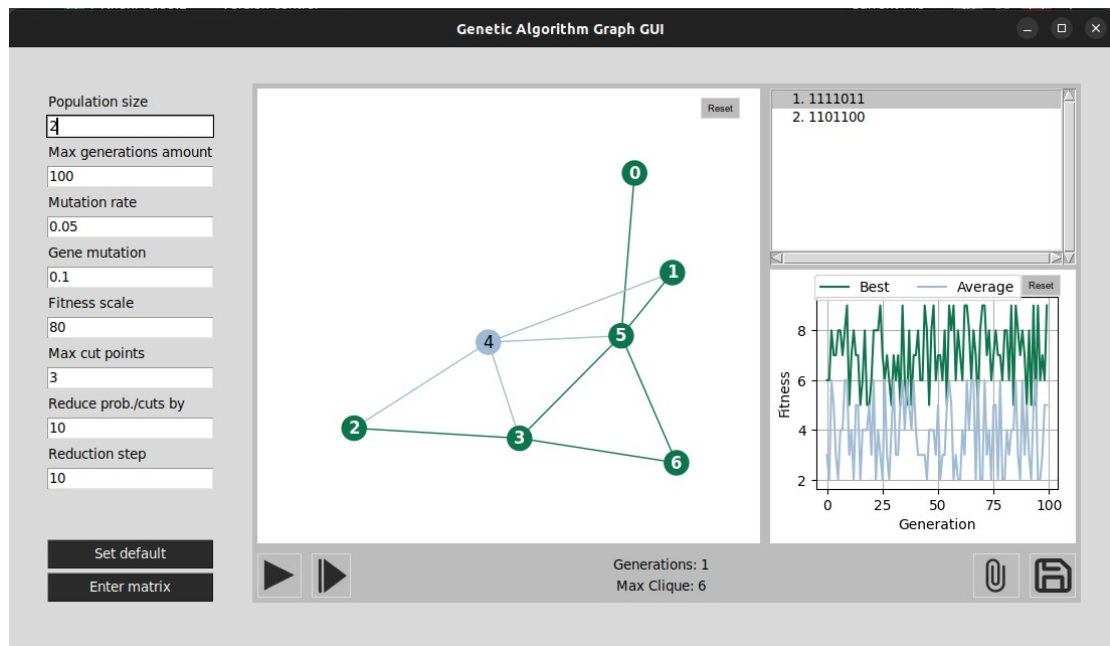 Genetic Algorithm Graph GUI
Population size
2
Max generations amount
100
Mutation rate
0.05
Gene mutation
0.1
Fitness scale
80
Max cut points
3
Reduce prob./cuts by
10
Reduction step
10
Set default
Enter matrix
Reset
0
1
4
5
2
3
6
Generations: 1
Max Clique: 6
1. 1111011
2. 1101100
Best Average Reset
8
6
4
2
Fitness
0 25 50 75 100
Generation